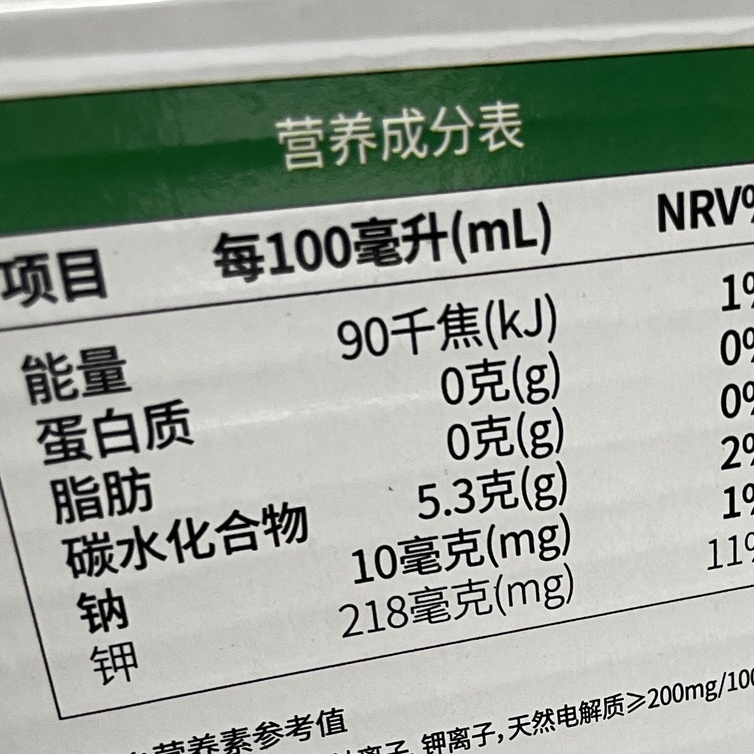 营养成分表
项目 每100毫升(mL) NRV%
能量 90千焦(kJ) 1%
蛋白质 0克(g) 0%
脂肪 0克(g) 0%
碳水化合物 5.3克(g) 2%
钠 10毫克(mg) 1%
钾 218毫克(mg) 11%
营养素参考值
离子, 钾离子,天然电解质≥200mg/100